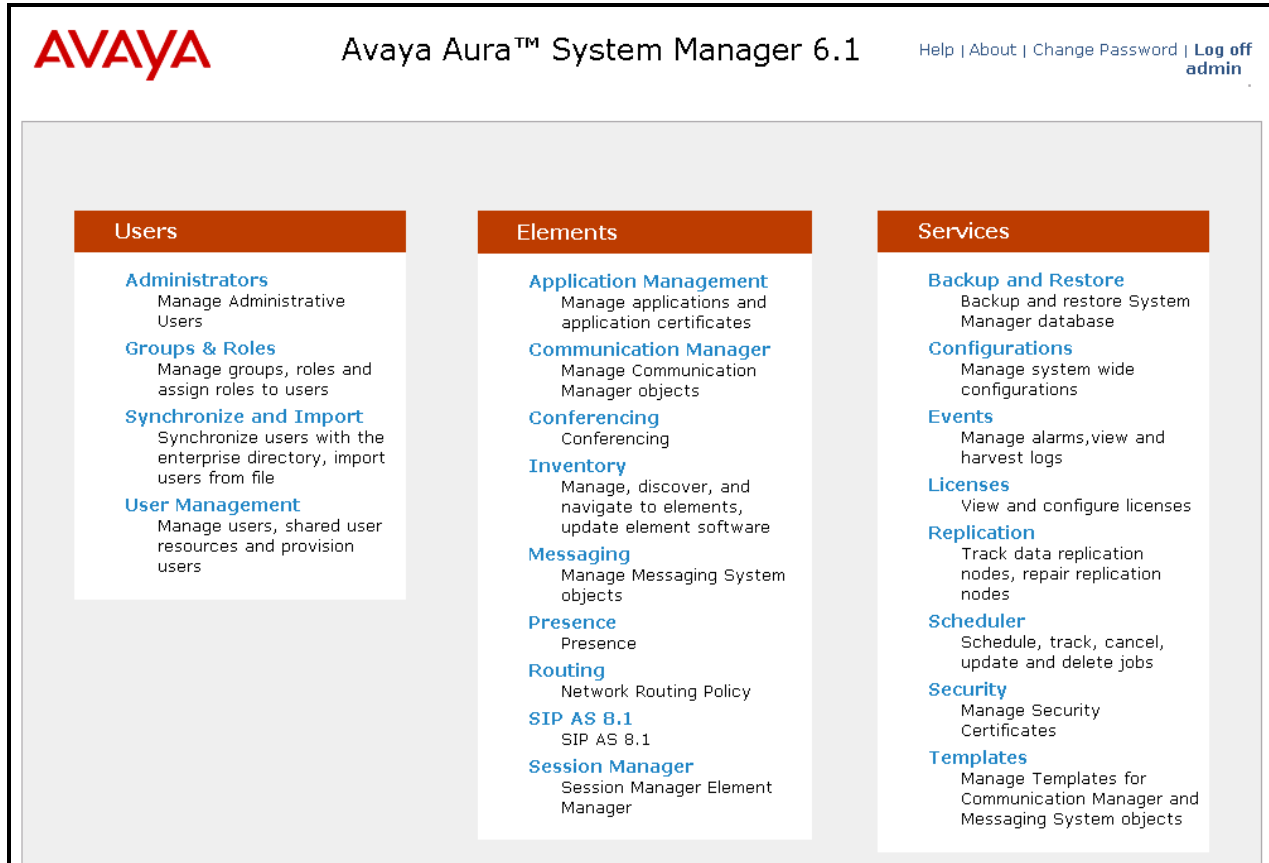 AVAYA
Avaya Aura™ System Manager 6.1
Help | About | Change Password | Log off
admin
Users
Administrators
Manage Administrative
Users
Groups & Roles
Manage groups, roles and
assign roles to users
Synchronize and Import
Synchronize users with the
enterprise directory, import
users from file
User Management
Manage users, shared user
resources and provision
users
Elements
Application Management
Manage applications and
application certificates
Communication Manager
Manage Communication
Manager objects
Conferencing
Conferencing
Inventory
Manage, discover, and
navigate to elements,
update element software
Messaging
Manage Messaging System
objects
Presence
Presence
Routing
Network Routing Policy
SIP AS 8.1
SIP AS 8.1
Session Manager
Session Manager Element
Manager
Services
Backup and Restore
Backup and restore System
Manager database
Configurations
Manage system wide
configurations
Events
Manage alarms,view and
harvest logs
Licenses
View and configure licenses
Replication
Track data replication
nodes, repair replication
nodes
Scheduler
Schedule, track, cancel,
update and delete jobs
Security
Manage Security
Certificates
Templates
Manage Templates for
Communication Manager and
Messaging System objects